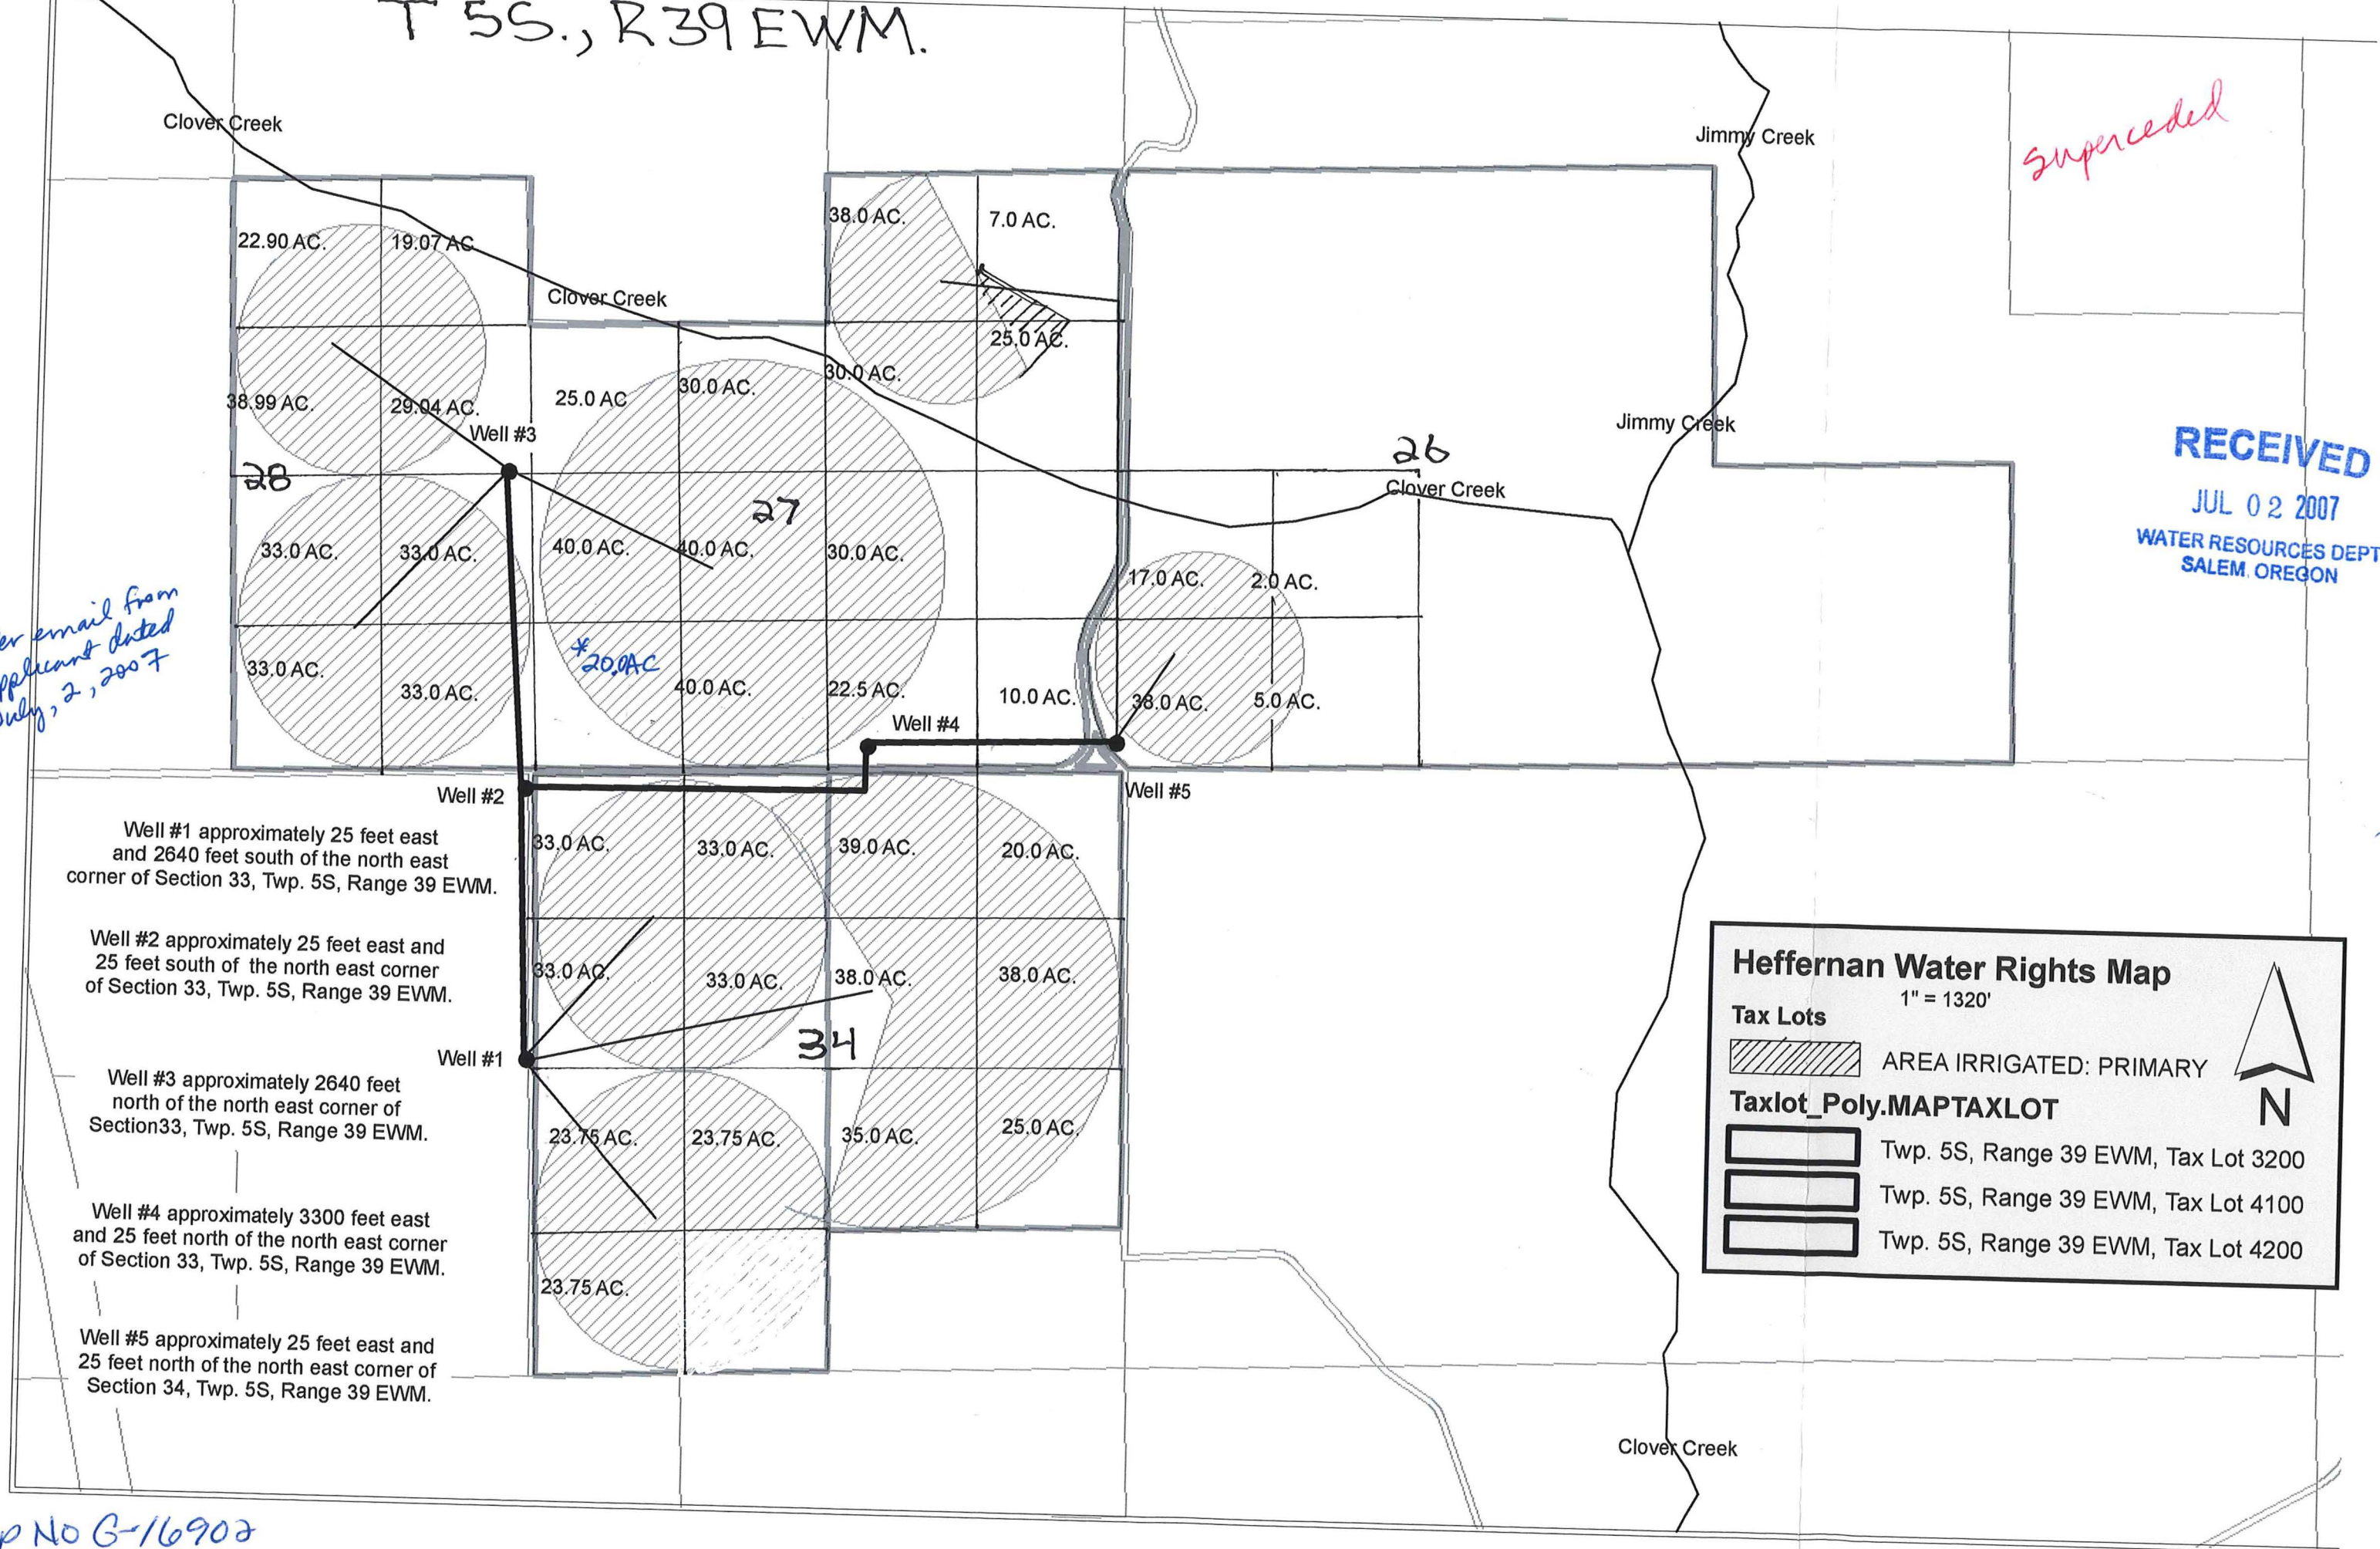 T 5S., R39 EWM.
Clover Creek
Jimmy Creek
superceded
38.0 AC.
7.0 AC.
22.90 AC.
19.07 AC
Clover Creek
25.0 AC.
30.0 AC.
30.0 AC.
25.0 AC
38.99 AC.
29.04 AC.
Well #3
Jimmy Creek
26
Clover Creek
RECEIVED
JUL 02 2007
WATER RESOURCES DEPT
SALEM, OREGON
28
27
33.0 AC.
33.0 AC.
40.0 AC.
40.0 AC.
30.0 AC.
17.0 AC.
2.0 AC.
er email from
pplicant dated
July, 2, 2007
33.0 AC.
33.0 AC.
*20.0AC
40.0 AC.
22.5 AC.
10.0 AC.
38.0 AC.
5.0 AC.
Well #4
Well #2
Well #5
Well #1 approximately 25 feet east
and 2640 feet south of the north east
corner of Section 33, Twp. 5S, Range 39 EWM.
33.0 AC.
33.0 AC.
39.0 AC.
20.0 AC.
Well #2 approximately 25 feet east and
25 feet south of the north east corner
of Section 33, Twp. 5S, Range 39 EWM.
33.0 AC.
33.0 AC.
38.0 AC.
38.0 AC.
34
Well #1
Well #3 approximately 2640 feet
north of the north east corner of
Section33, Twp. 5S, Range 39 EWM.
23.75 AC.
23.75 AC.
35.0 AC.
25.0 AC.
Well #4 approximately 3300 feet east
and 25 feet north of the north east corner
of Section 33, Twp. 5S, Range 39 EWM.
23.75 AC.
Well #5 approximately 25 feet east and
25 feet north of the north east corner of
Section 34, Twp. 5S, Range 39 EWM.
Heffernan Water Rights Map
1" = 1320'
Tax Lots
AREA IRRIGATED: PRIMARY
Taxlot_Poly.MAPTAXLOT
N
Twp. 5S, Range 39 EWM, Tax Lot 3200
Twp. 5S, Range 39 EWM, Tax Lot 4100
Twp. 5S, Range 39 EWM, Tax Lot 4200
Clover Creek
p No G-16902